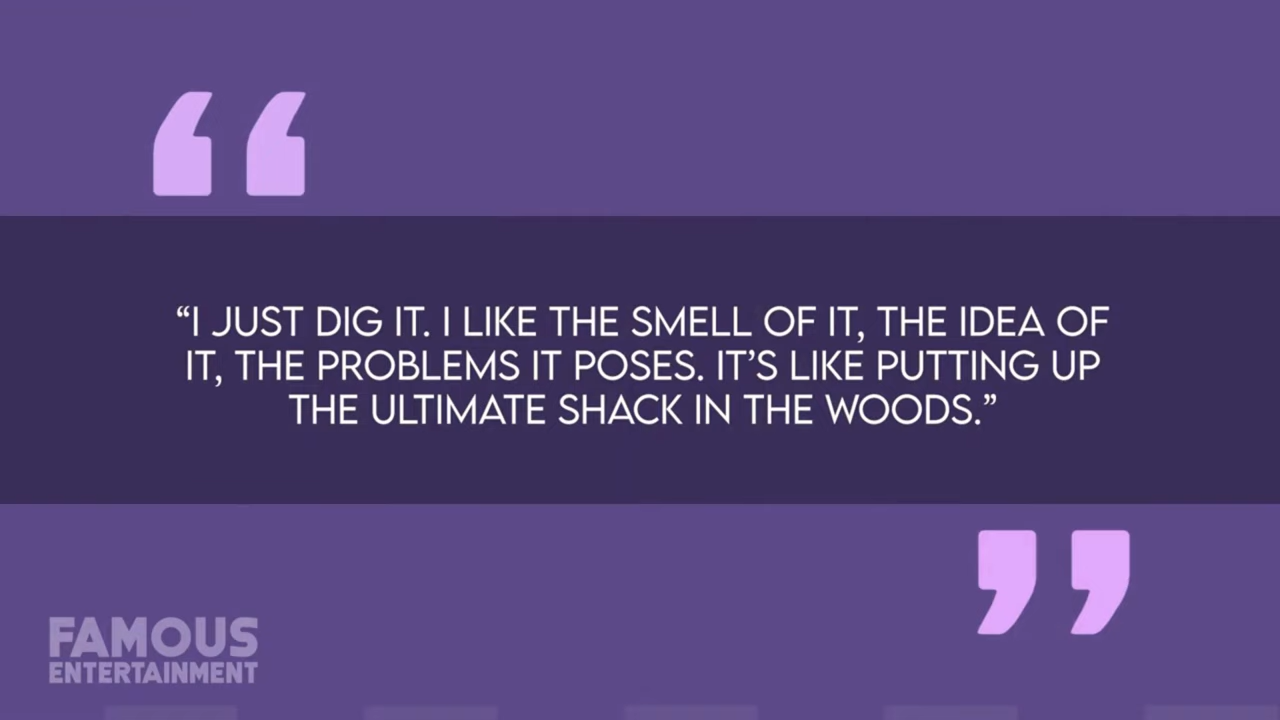 “I JUST DIG IT. I LIKE THE SMELL OF IT, THE IDEA OF
IT, THE PROBLEMS IT POSES. IT’S LIKE PUTTING UP
THE ULTIMATE SHACK IN THE WOODS.”
FAMOUS
ENTERTAINMENT